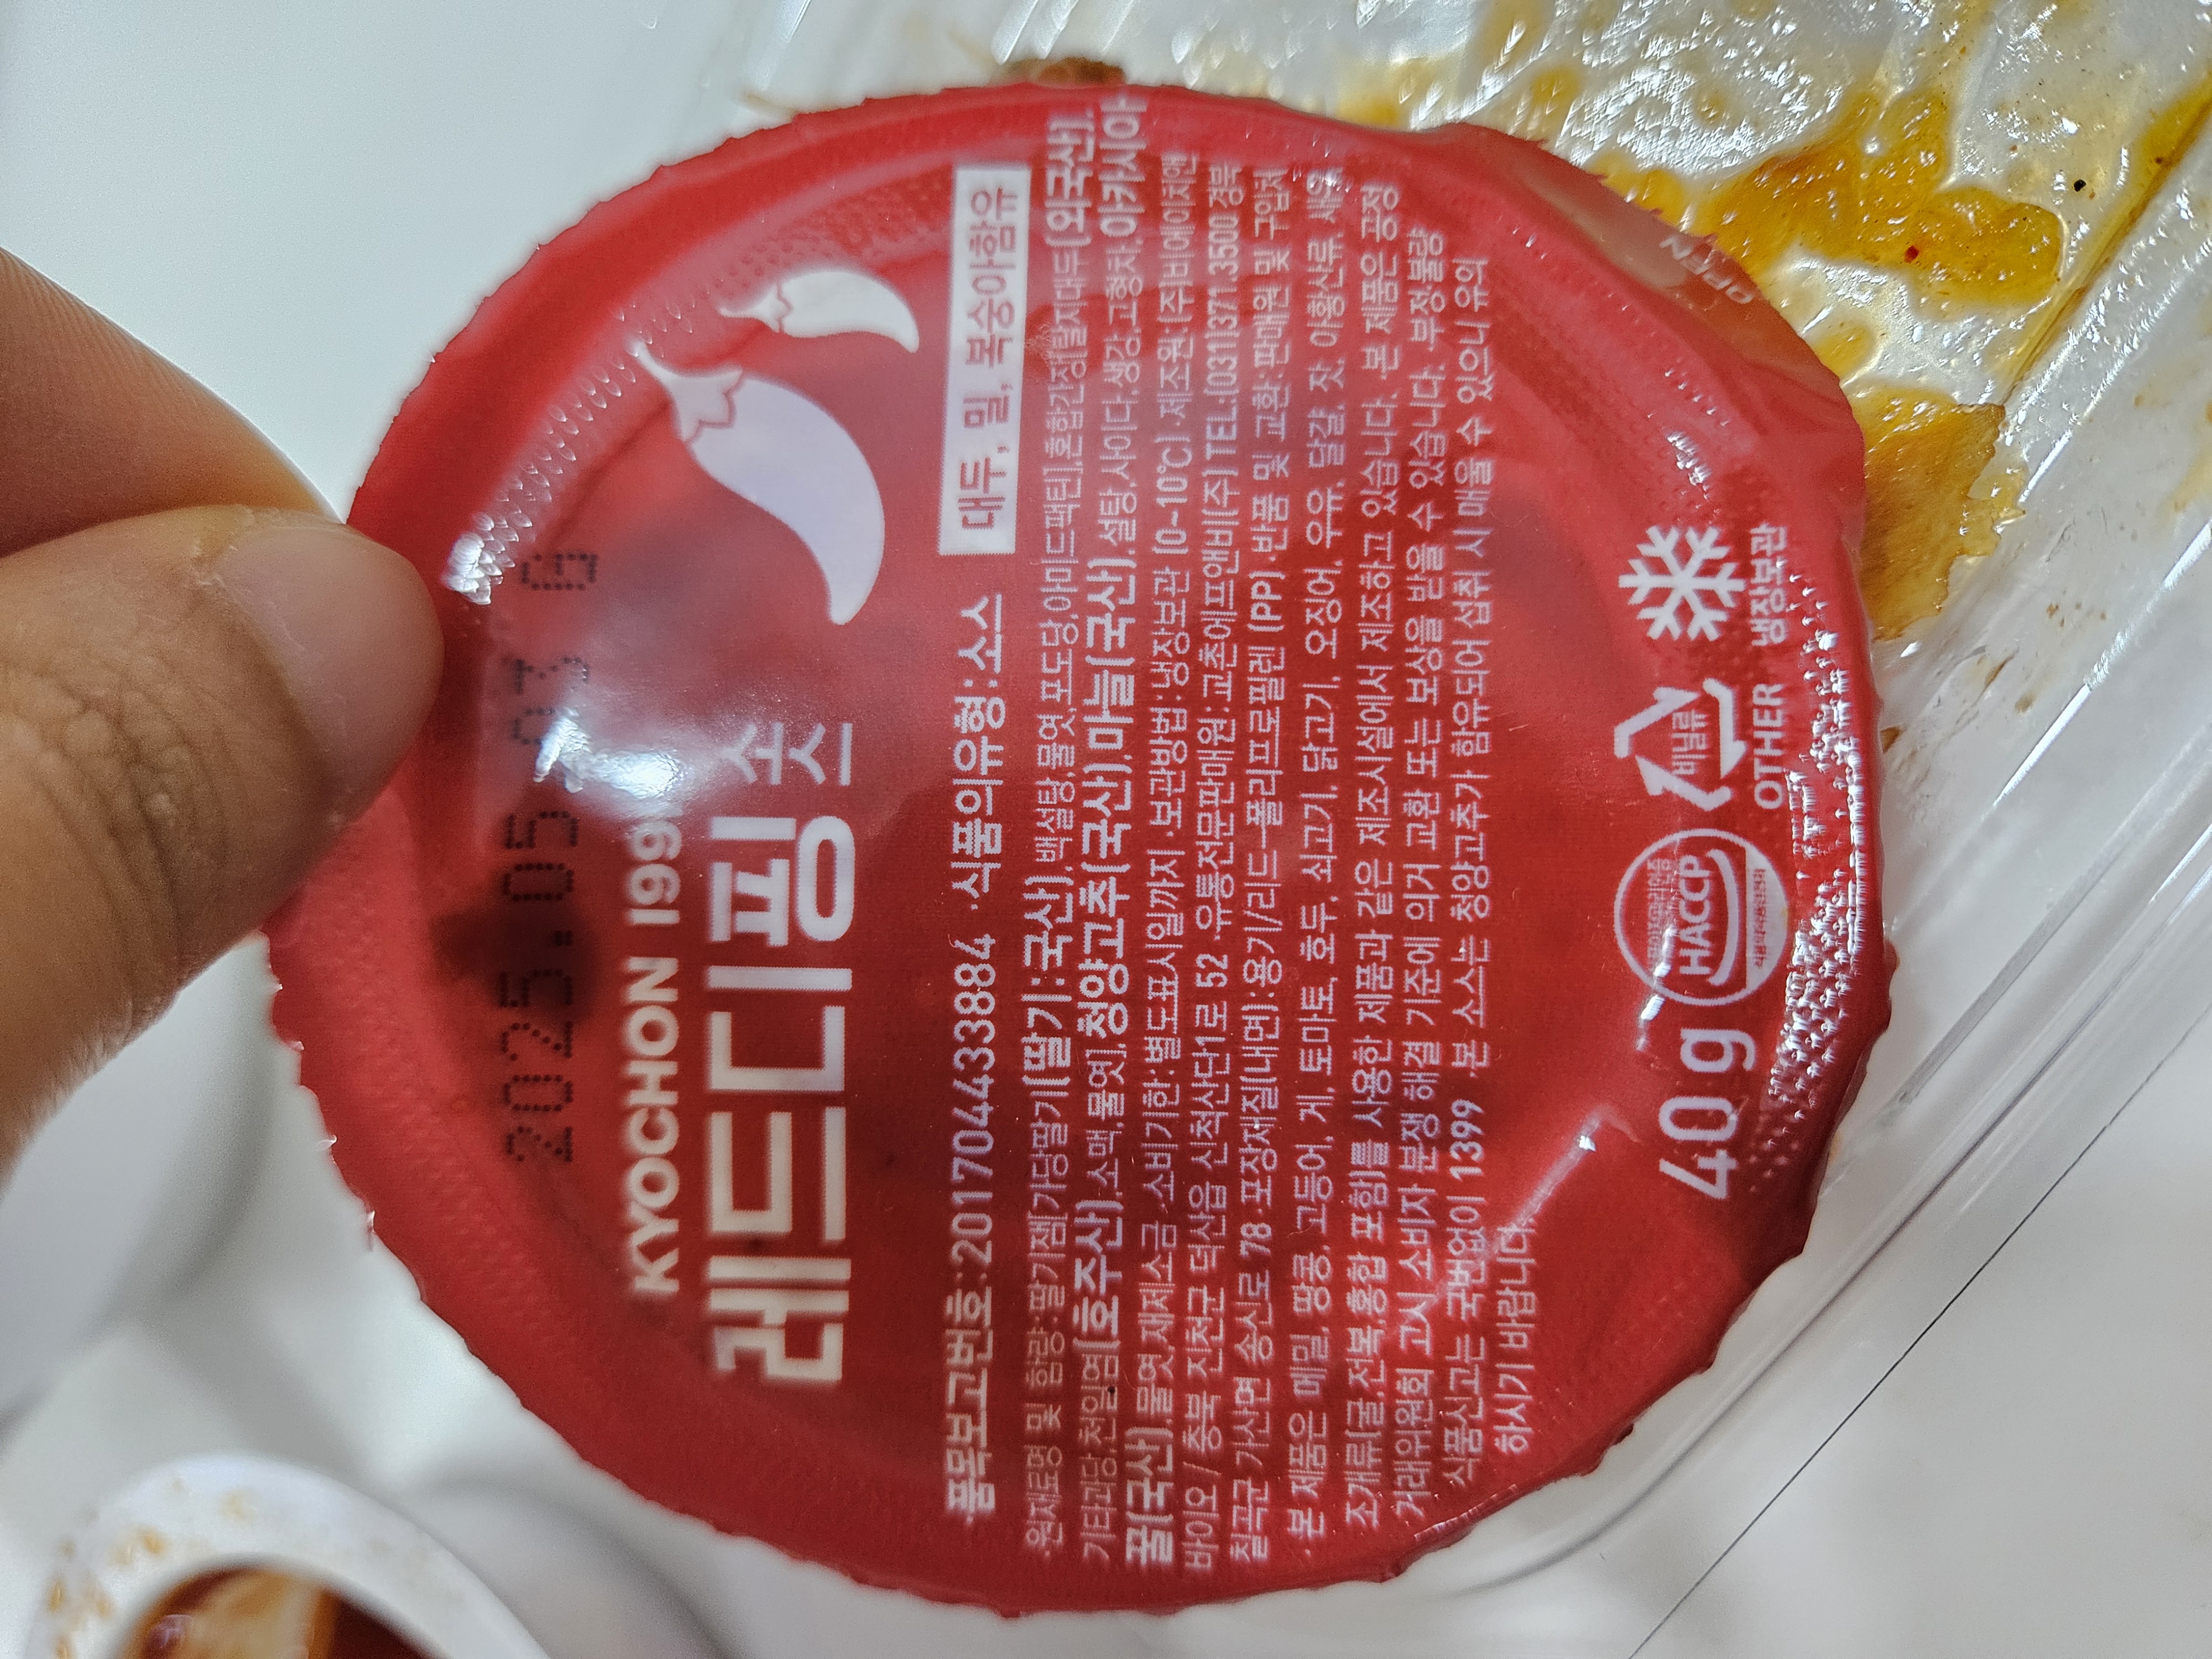 2025.05.03 G
KYOCHON 199
레드디핑 소스
·품목보고번호:201704433884 ·식품의유형:소스
대두, 밀, 복숭아함유
·원재료명 및 함량:딸기잼[가당딸기(딸기:국산),백설탕,물엿,포도당,아미드펙틴],혼합간장[탈지대두(외국산),
기타과당,천일염(호주산),소맥,물엿],청양고추(국산),마늘(국산),설탕,사이다,생강,고형차,아카시아
꿀(국산),물엿,재제소금 ·소비기한:별도표시일까지 ·보관방법:냉장보관 (0~10℃) ·제조원:(주)비에이치앤
바이오 / 충북 진천군 덕산읍 신척산단1로 52 ·유통전문판매원:교촌에프앤비(주) TEL:(031)371.3500 경북
칠곡군 가산면 송신로 78 ·포장재질(내면):용기/리드-폴리프로필렌 (PP) ·반품 및 교환:판매원 및 구입처
·본 제품은 메밀, 땅콩, 고등어, 게, 토마토, 호두, 쇠고기, 닭고기, 오징어, 우유, 달걀, 잣, 아황산류, 새우,
조개류(굴,전복,홍합 포함)를 사용한 제품과 같은 제조시설에서 제조하고 있습니다. 본 제품은 공정
거래위원회 고시 소비자 분쟁 해결 기준에 의거 교환 또는 보상을 받을 수 있습니다. 부정·불량
식품신고는 국번없이 1399 ·본 소스는 청양고추가 함유되어 섭취 시 매울 수 있으니 유의
하시기 바랍니다.
40 g
HACCP
비닐류
OTHER
냉장보관
OPEN